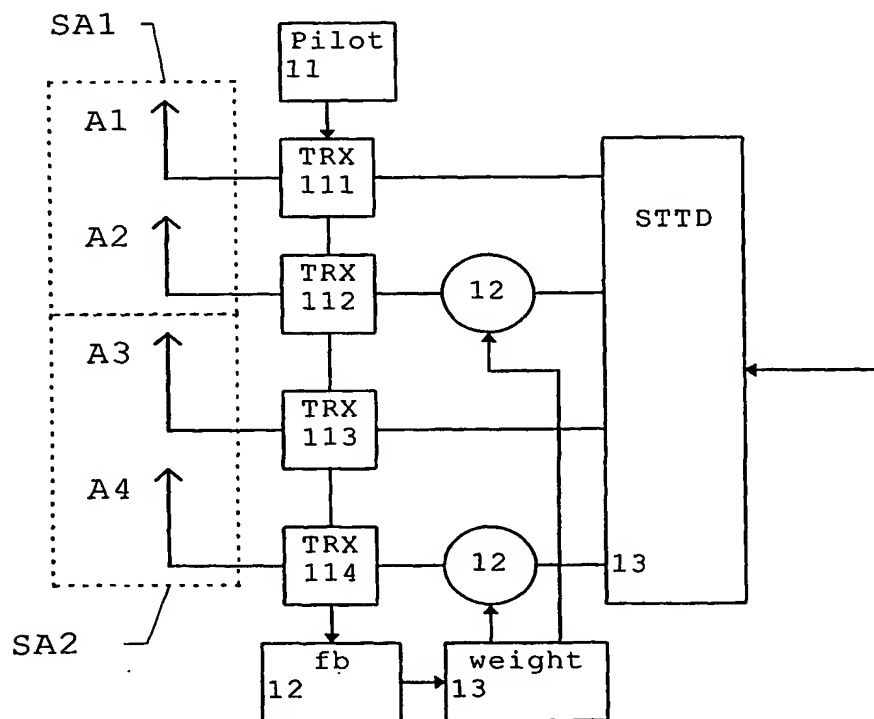 SA1
Pilot
11
A1
TRX
111
STTD
A2
TRX
112
12
A3
TRX
113
A4
TRX
114
12
13
SA2
fb
12
weight
13